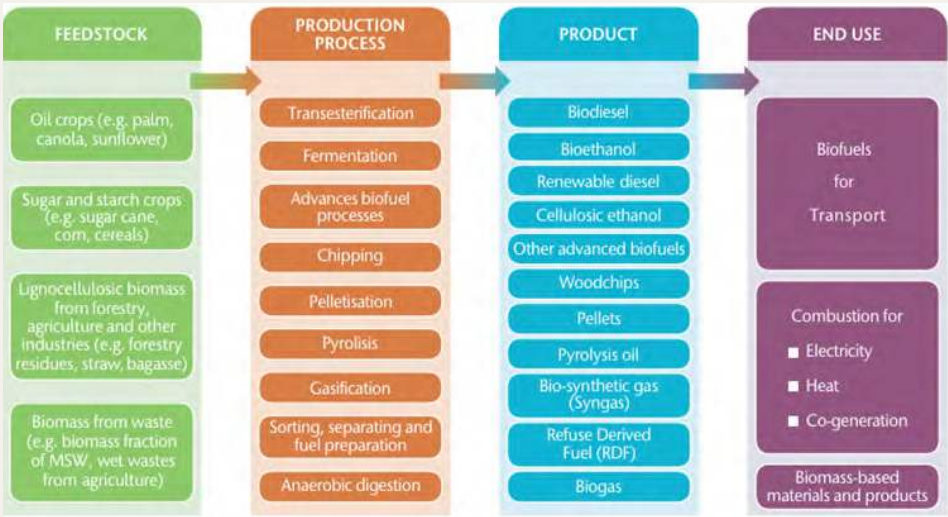 FEEDSTOCK
Oil crops (e.g. palm,
canola, sunflower)
Sugar and starch crops
(e.g. sugar cane,
corn, cereals)
Lignocellulosic biomass
from forestry,
agriculture and other
industries (e.g. forestry
residues, straw, bagasse)
Biomass from waste
(e.g. biomass fraction
of MSW, wet wastes
from agriculture)
PRODUCTION
PROCESS
Transesterification
Fermentation
Advances biofuel
processes
Chipping
Pelletisation
Pyrolisis
Gasification
Sorting, separating and
fuel preparation
Anaerobic digestion
PRODUCT
Biodiesel
Bioethanol
Renewable diesel
Cellulosic ethanol
Other advanced biofuels
Woodchips
Pellets
Pyrolysis oil
Bio-synthetic gas
(Syngas)
Refuse Derived
Fuel (RDF)
Biogas
END USE
Biofuels
for
Transport
Combustion for
Electricity
Heat
Co-generation
Biomass-based
materials and products